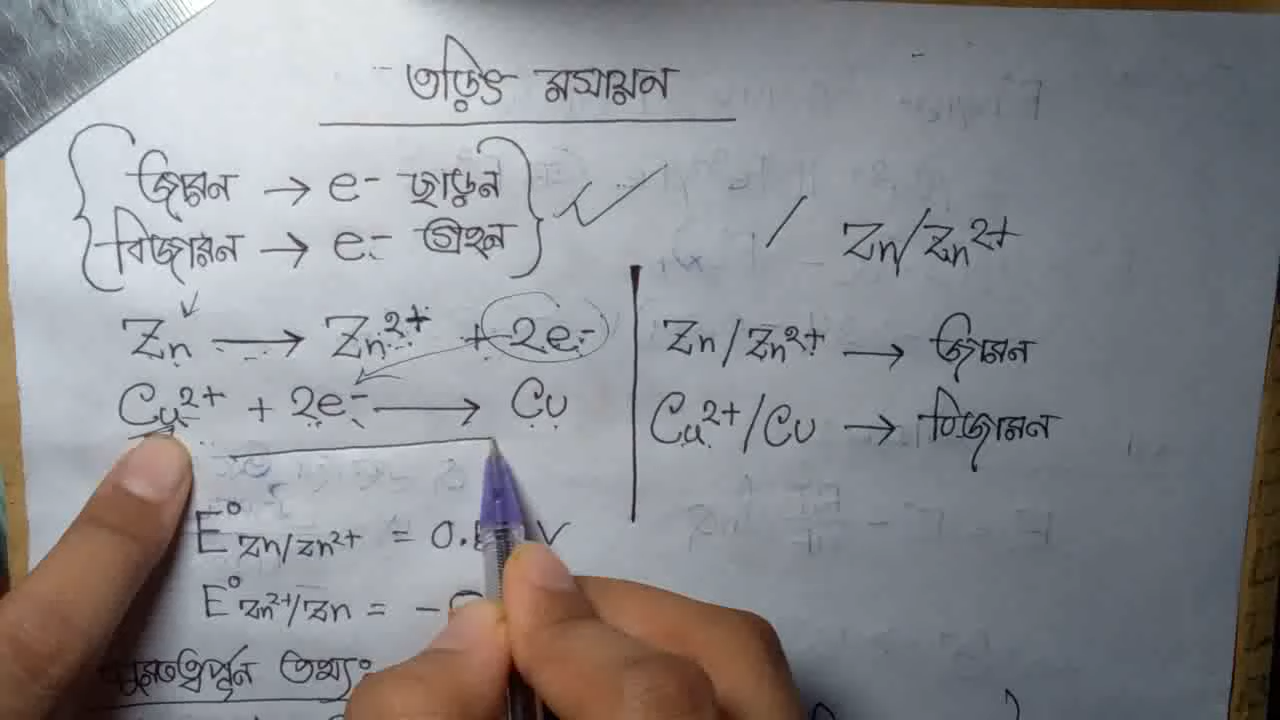 তড়িৎ রসায়ন
জারন → e- ছাড়ন
বিজারন → e- গ্রহন
Zn/Zn²⁺
Zn → Zn²⁺ + 2e-
Cu²⁺ + 2e- → Cu
Zn/Zn²⁺ → জারন
Cu²⁺/Cu → বিজারন
E° Zn/Zn²⁺ = 0. V
E° Zn²⁺/Zn = -
তথ্যঃ